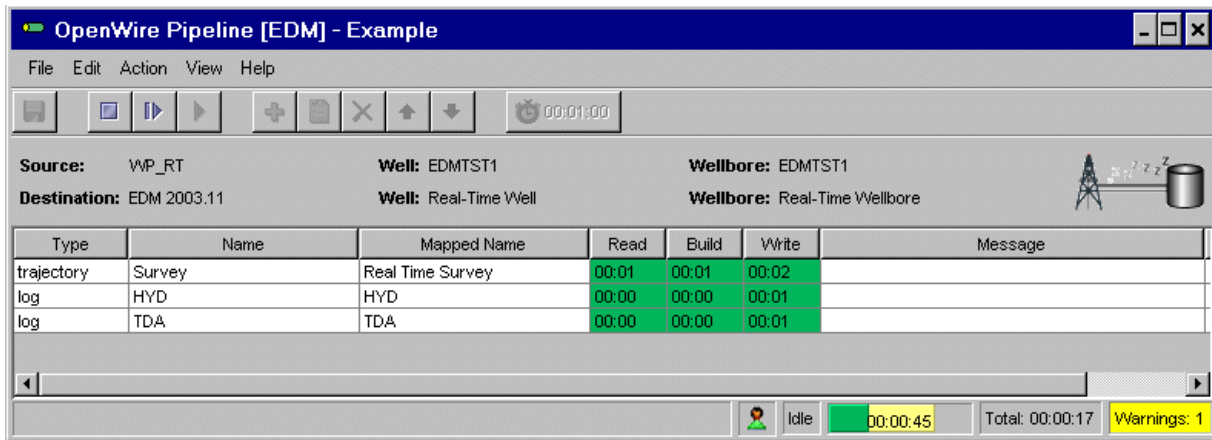 OpenWire Pipeline [EDM] - Example
File Edit Action View Help
00:01:00
Source: WP_RT Well: EDMTST1 Wellbore: EDMTST1
Destination: EDM 2003.11 Well: Real-Time Well Wellbore: Real-Time Wellbore
Type Name Mapped Name Read Build Write Message
trajectory Survey Real Time Survey 00:01 00:01 00:02
log HYD HYD 00:00 00:00 00:01
log TDA TDA 00:00 00:00 00:01
Idle 00:00:45 Total: 00:00:17 Warnings: 1